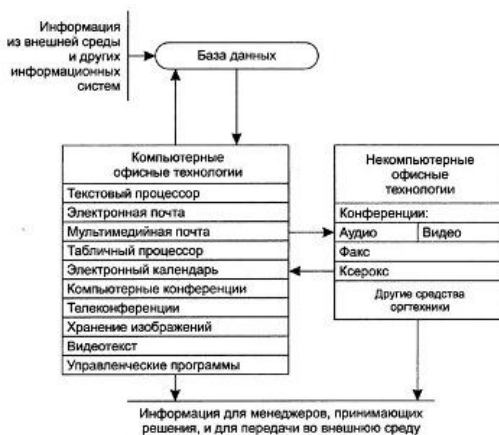 Информация
из внешней среды
и других
информационных
систем
База данных
Компьютерные
офисные технологии
Текстовый процессор
Электронная почта
Мультимедийная почта
Табличный процессор
Электронный календарь
Компьютерные конференции
Телеконференции
Хранение изображений
Видеотекст
Управленческие программы
Некомпьютерные
офисные
технологии
Конференции:
Аудио Видео
Факс
Ксерокс
Другие средства
оргтехники
Информация для менеджеров, принимающих
решения, и для передачи во внешнюю среду